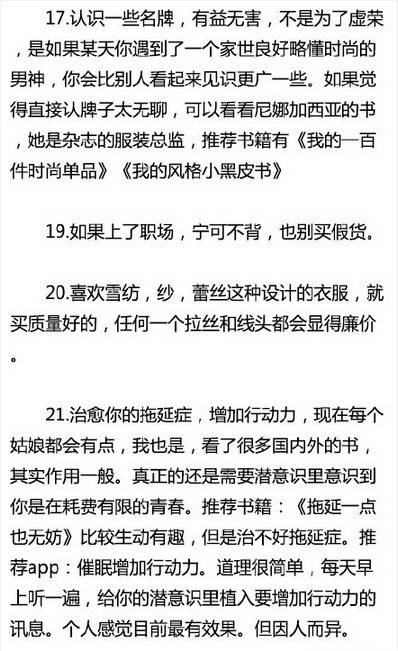 17.认识一些名牌，有益无害，不是为了虚荣
，是如果某天你遇到了一个家世良好略懂时尚的
男神，你会比别人看起来见识更广一些。如果觉
得直接认牌子太无聊，可以看看尼娜加西亚的书
，她是杂志的服装总监，推荐书籍有《我的一百
件时尚单品》《我的风格小黑皮书》
19.如果上了职场，宁可不背，也别买假货。
20.喜欢雪纺，纱，蕾丝这种设计的衣服，就
买质量好的，任何一个拉丝和线头都会显得廉价
。
21.治愈你的拖延症，增加行动力，现在每个
姑娘都会有点，我也是，看了很多国内外的书，
其实作用一般。真正的还是需要潜意识里意识到
你是在耗费有限的青春。推荐书籍：《拖延一点
也无妨》比较生动有趣，但是治不好拖延症。推
荐app：催眠增加行动力。道理很简单，每天早
上听一遍，给你的潜意识里植入要增加行动力的
讯息。个人感觉目前最有效果。但因人而异。